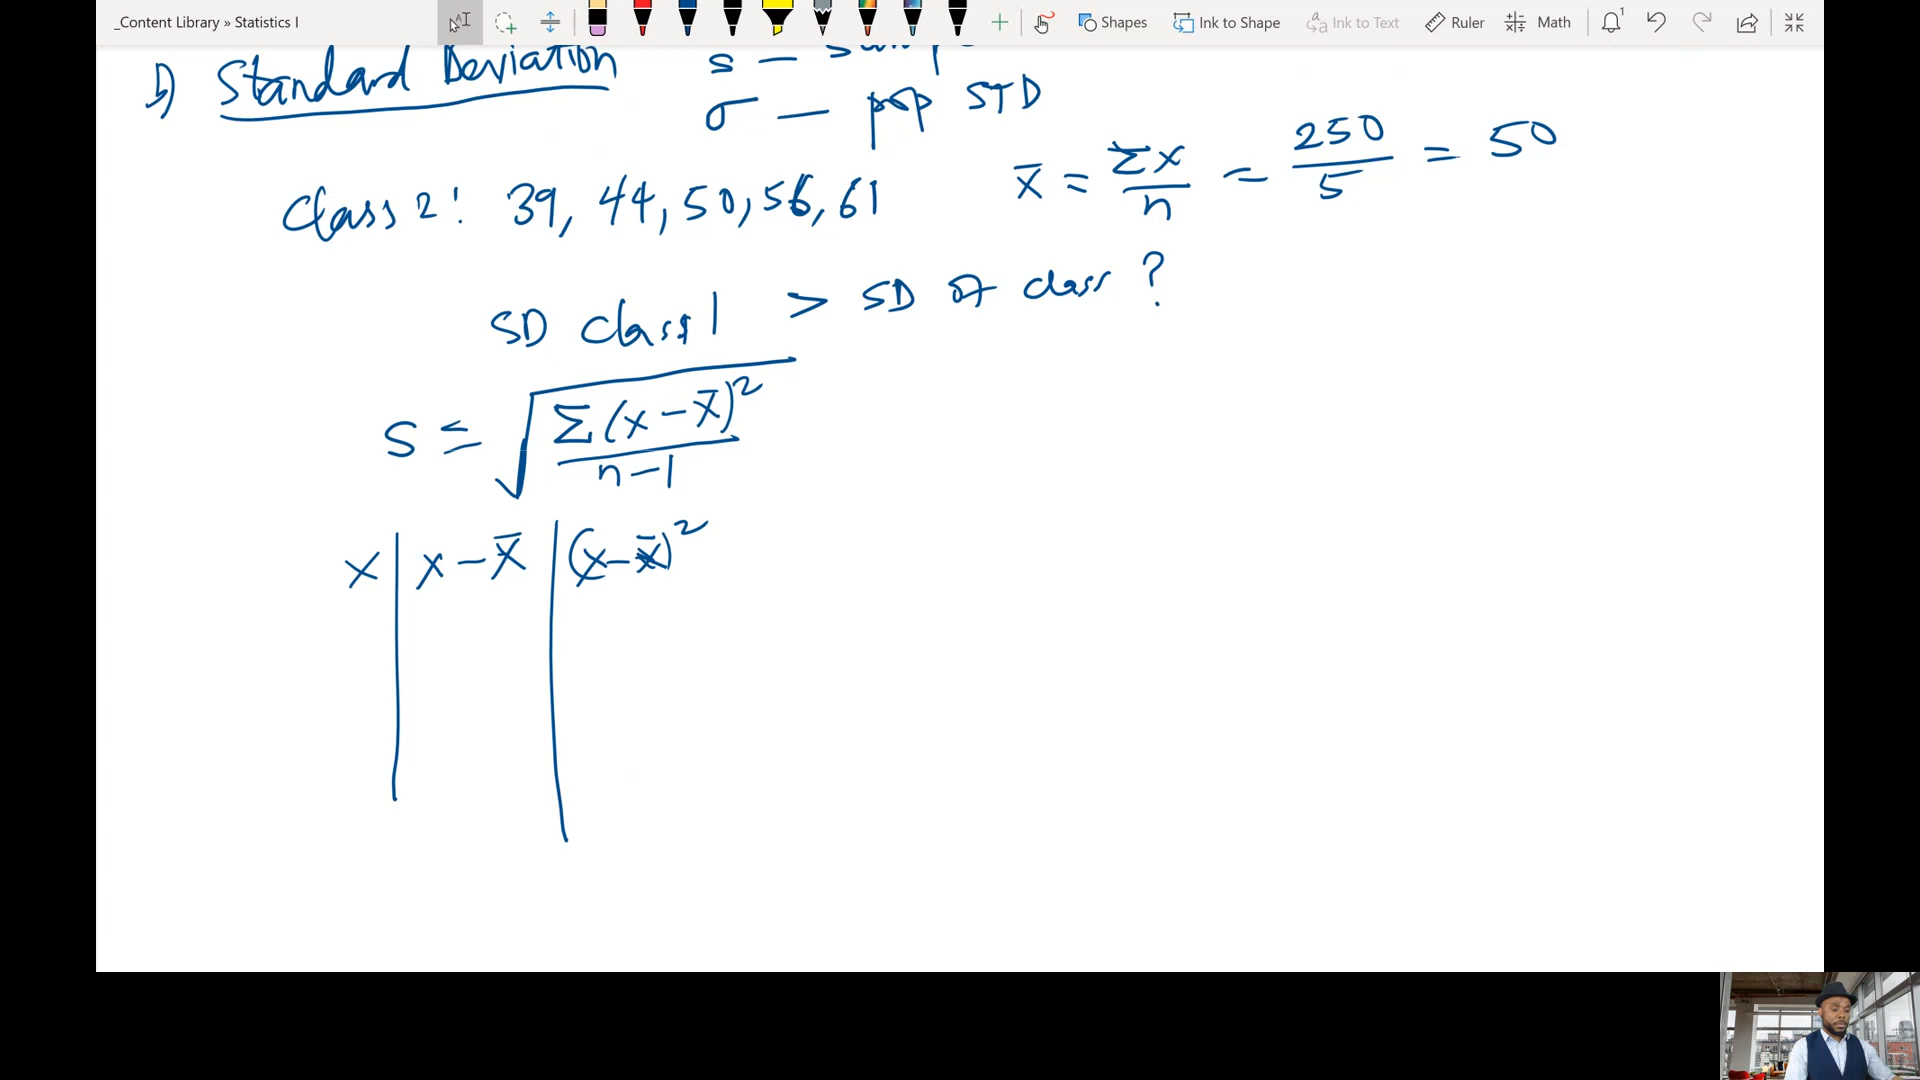 _Content Library » Statistics I
Shapes Ink to Shape Ink to Text Ruler Math 1
Standard Deviation s —
σ — pop STD
x̄ = Σx/n = 250/5 = 50
Class 2: 39, 44, 50, 56, 61
SD class 1 > SD of class ?
s = √(Σ(x – x̄)²/n – 1)
x | x – x̄ | (x – x̄)²